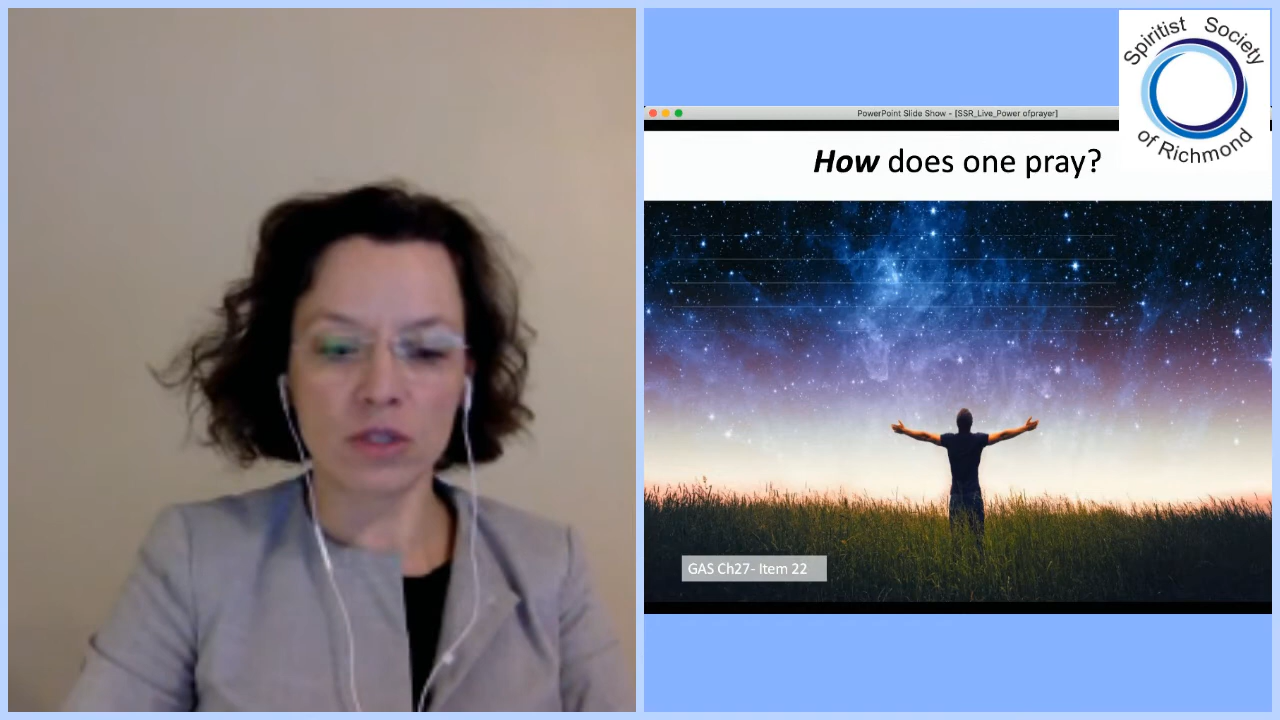 Spiritist Society
of Richmond
PowerPoint Slide Show - [SSR_Live_Power ofprayer]
How does one pray?
GAS Ch27- Item 22